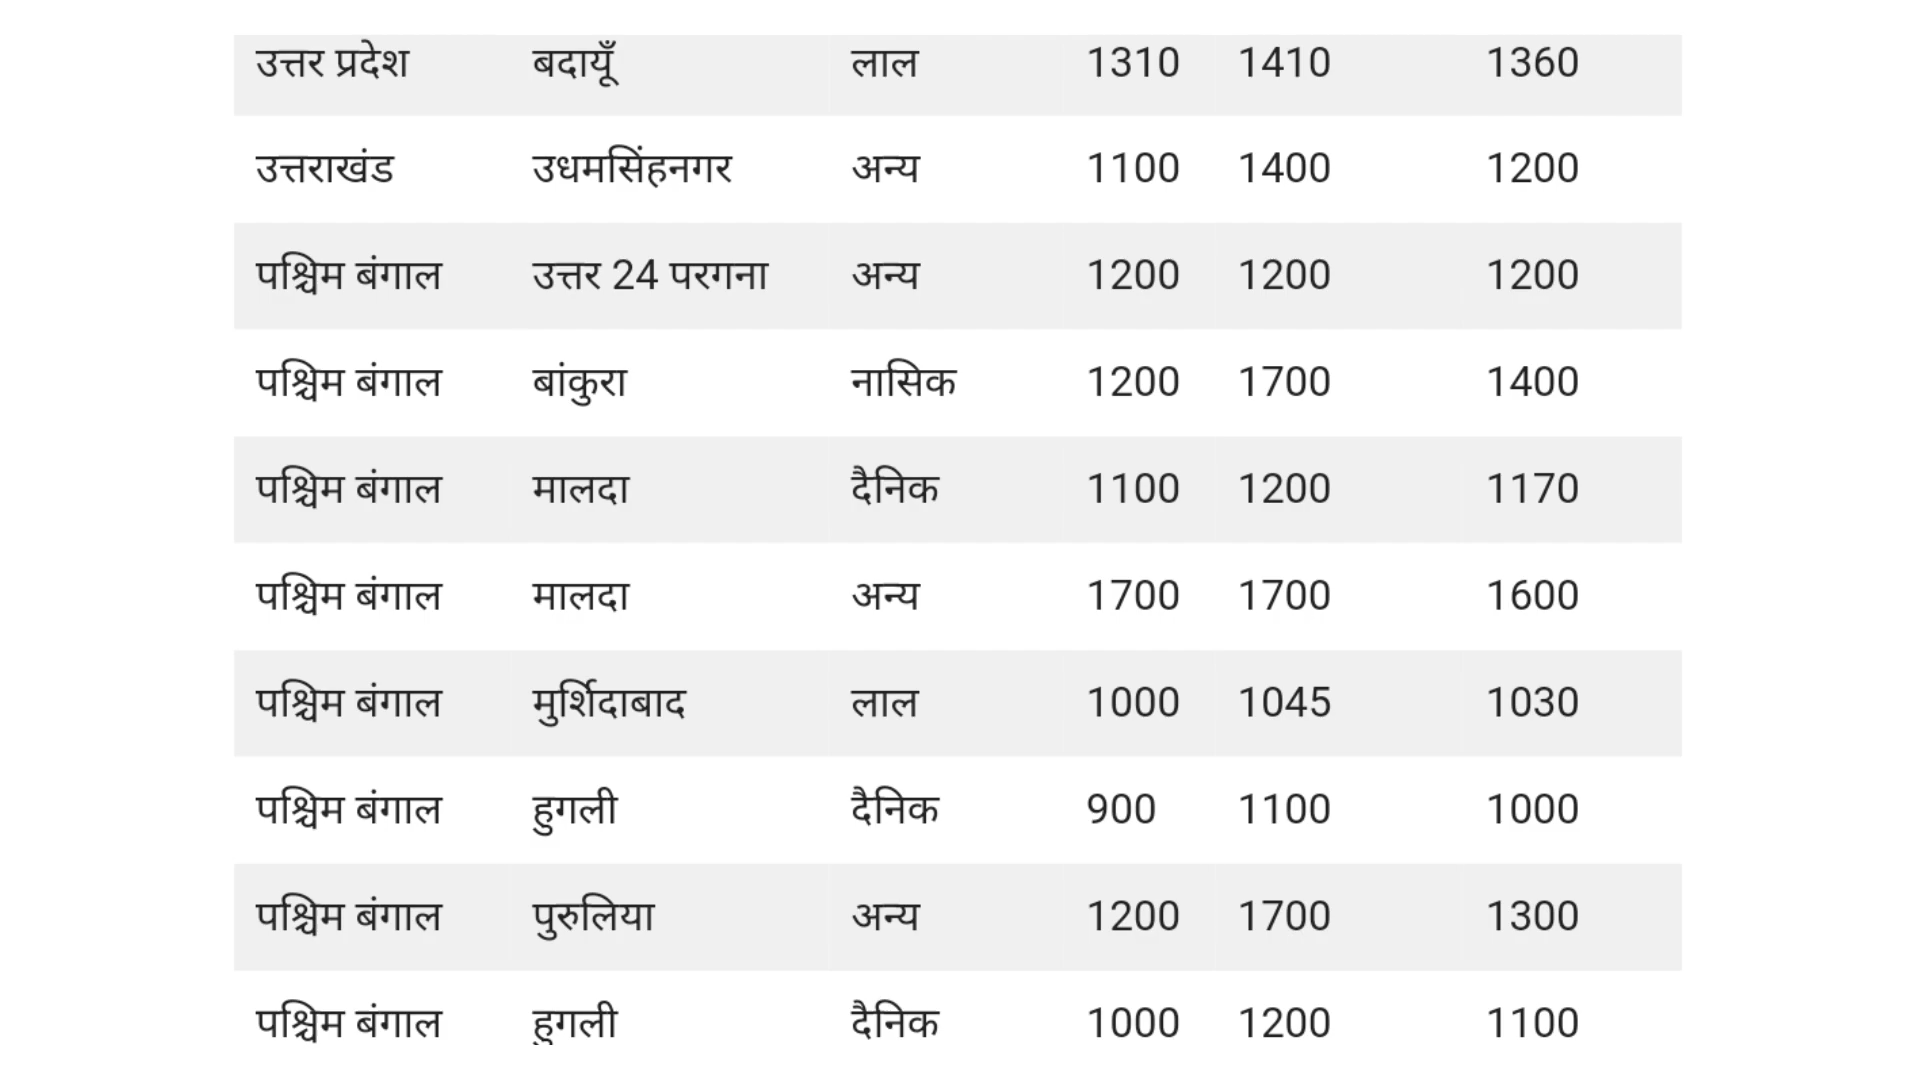 उत्तर प्रदेश बदायूँ लाल 1310 1410 1360
उत्तराखंड उधमसिंहनगर अन्य 1100 1400 1200
पश्चिम बंगाल उत्तर 24 परगना अन्य 1200 1200 1200
पश्चिम बंगाल बांकुरा नासिक 1200 1700 1400
पश्चिम बंगाल मालदा दैनिक 1100 1200 1170
पश्चिम बंगाल मालदा अन्य 1700 1700 1600
पश्चिम बंगाल मुर्शिदाबाद लाल 1000 1045 1030
पश्चिम बंगाल हुगली दैनिक 900 1100 1000
पश्चिम बंगाल पुरुलिया अन्य 1200 1700 1300
पश्चिम बंगाल हुगली दैनिक 1000 1200 1100